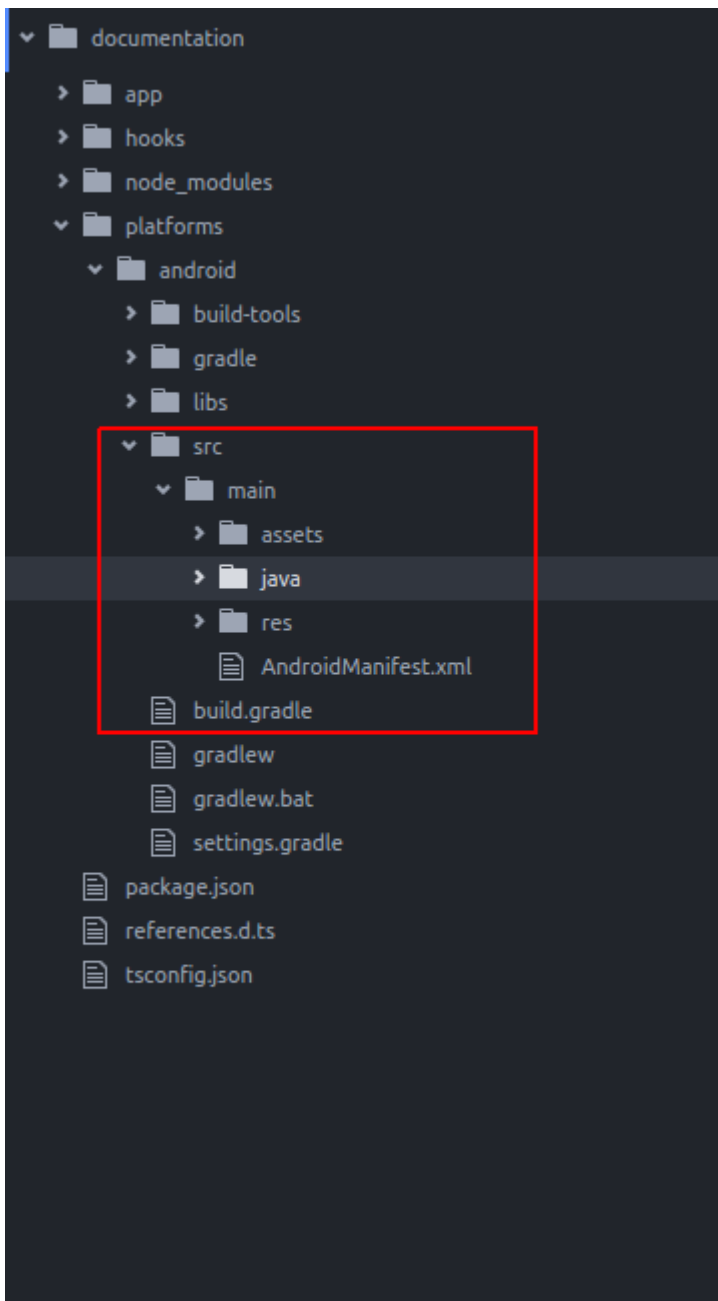 documentation
app
hooks
node_modules
platforms
android
build-tools
gradle
libs
src
main
assets
java
res
AndroidManifest.xml
build.gradle
gradlew
gradlew.bat
settings.gradle
package.json
references.d.ts
tsconfig.json